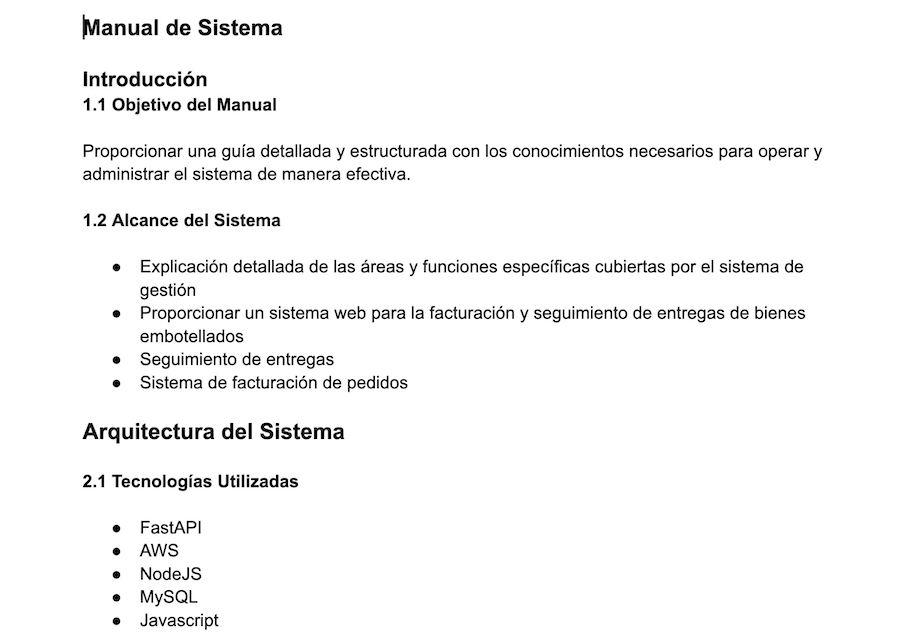 Manual de Sistema
Introducción
1.1 Objetivo del Manual
Proporcionar una guía detallada y estructurada con los conocimientos necesarios para operar y
administrar el sistema de manera efectiva.
1.2 Alcance del Sistema
● Explicación detallada de las áreas y funciones específicas cubiertas por el sistema de
gestión
● Proporcionar un sistema web para la facturación y seguimiento de entregas de bienes
embotellados
● Seguimiento de entregas
● Sistema de facturación de pedidos
Arquitectura del Sistema
2.1 Tecnologías Utilizadas
● FastAPI
● AWS
● NodeJS
● MySQL
● Javascript